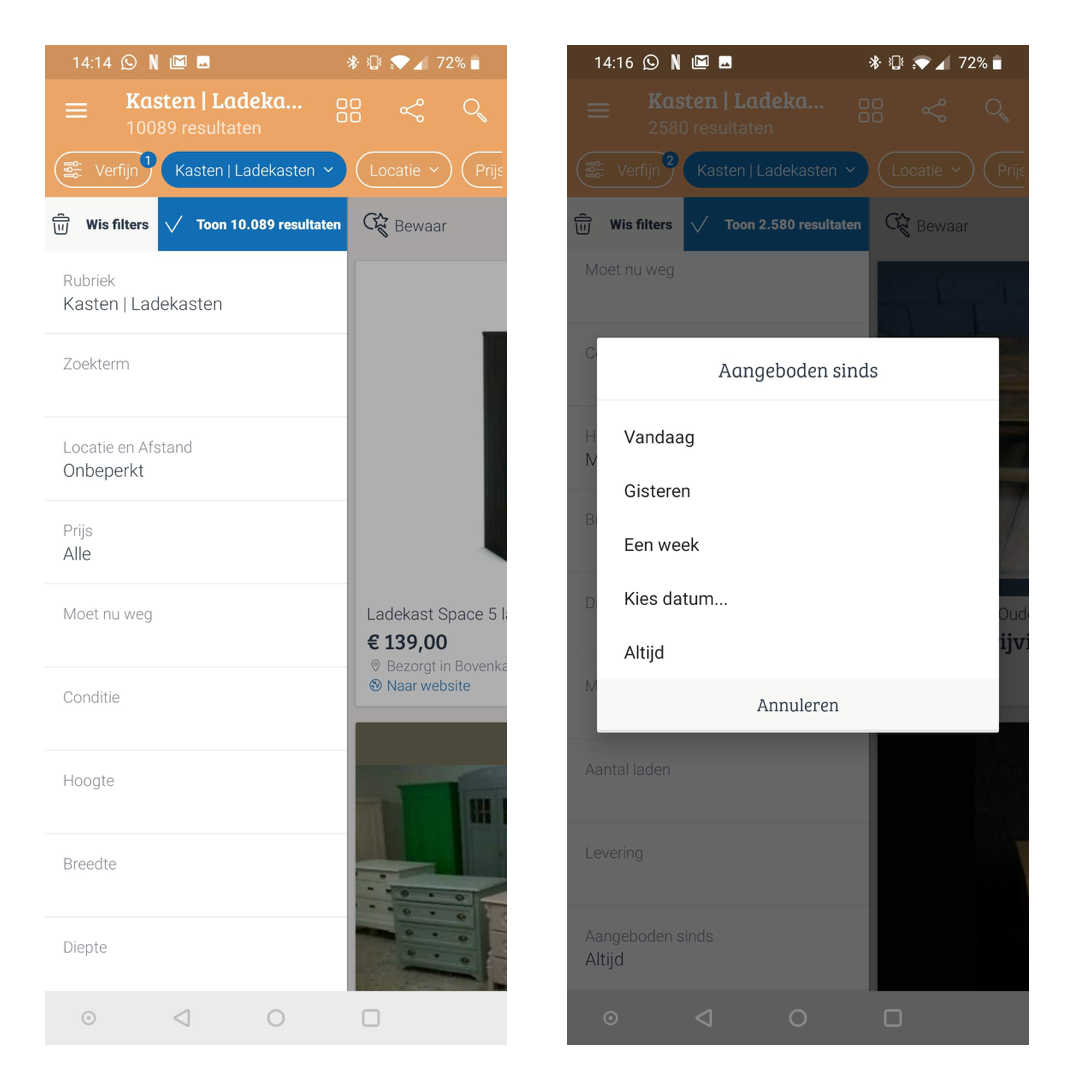 14:14
72%
Kasten | Ladeka...
10089 resultaten
Verfijn 1
Kasten | Ladekasten
Locatie
Prijs
Wis filters
Toon 10.089 resultaten
Bewaar
Rubriek
Kasten | Ladekasten
Zoekterm
Locatie en Afstand
Onbeperkt
Prijs
Alle
Moet nu weg
Conditie
Hoogte
Breedte
Diepte
Ladekast Space 5
€ 139,00
Bezorgt in Bovenka
Naar website
14:16
72%
Kasten | Ladeka...
2580 resultaten
Verfijn 2
Kasten | Ladekasten
Locatie
Prijs
Wis filters
Toon 2.580 resultaten
Bewaar
Moet nu weg
Aangeboden sinds
Vandaag
Gisteren
Een week
Kies datum...
Altijd
Annuleren
Aantal laden
Levering
Aangeboden sinds
Altijd